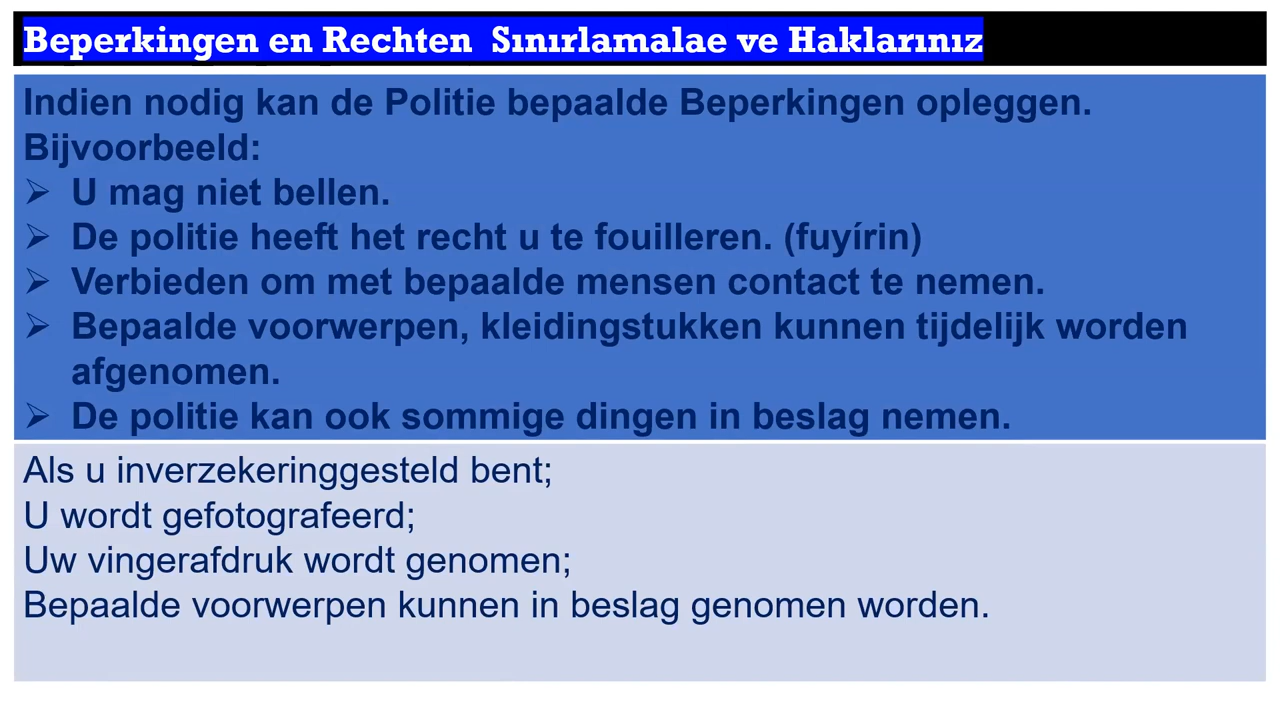 Beperkingen en Rechten  Sınırlamalae ve Haklarınız
Indien nodig kan de Politie bepaalde Beperkingen opleggen.
Bijvoorbeeld:
➢ U mag niet bellen.
➢ De politie heeft het recht u te fouilleren. (fuyírin)
➢ Verbieden om met bepaalde mensen contact te nemen.
➢ Bepaalde voorwerpen, kleidingstukken kunnen tijdelijk worden
afgenomen.
➢ De politie kan ook sommige dingen in beslag nemen.
Als u inverzekeringgesteld bent;
U wordt gefotografeerd;
Uw vingerafdruk wordt genomen;
Bepaalde voorwerpen kunnen in beslag genomen worden.